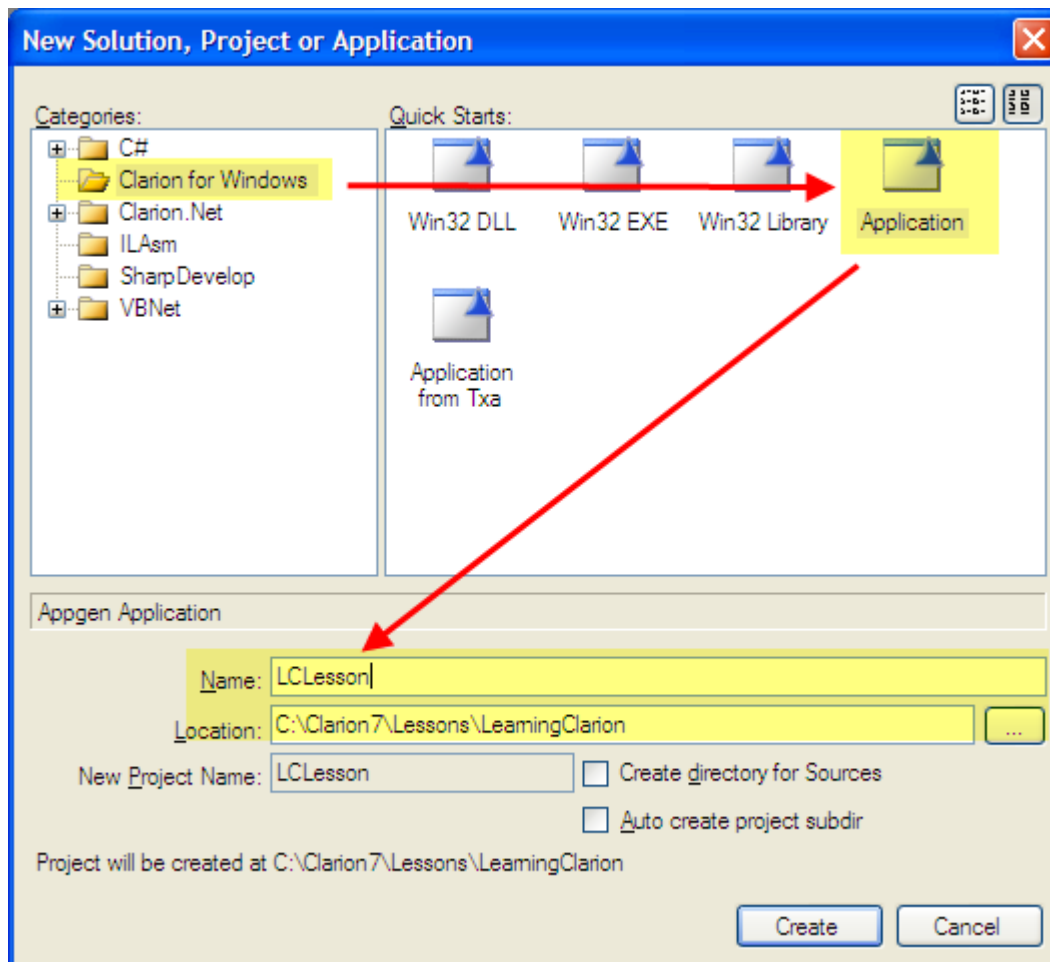 New Solution, Project or Application
Categories:
Quick Starts:
C#
Clarion for Windows
Clarion.Net
ILAsm
SharpDevelop
VBNet
Win32 DLL
Win32 EXE
Win32 Library
Application
Application
from Txa
Appgen Application
Name: LCLesson
Location: C:\Clarion7\Lessons\LearningClarion ...
New Project Name: LCLesson
Create directory for Sources
Auto create project subdir
Project will be created at C:\Clarion7\Lessons\LearningClarion
Create
Cancel